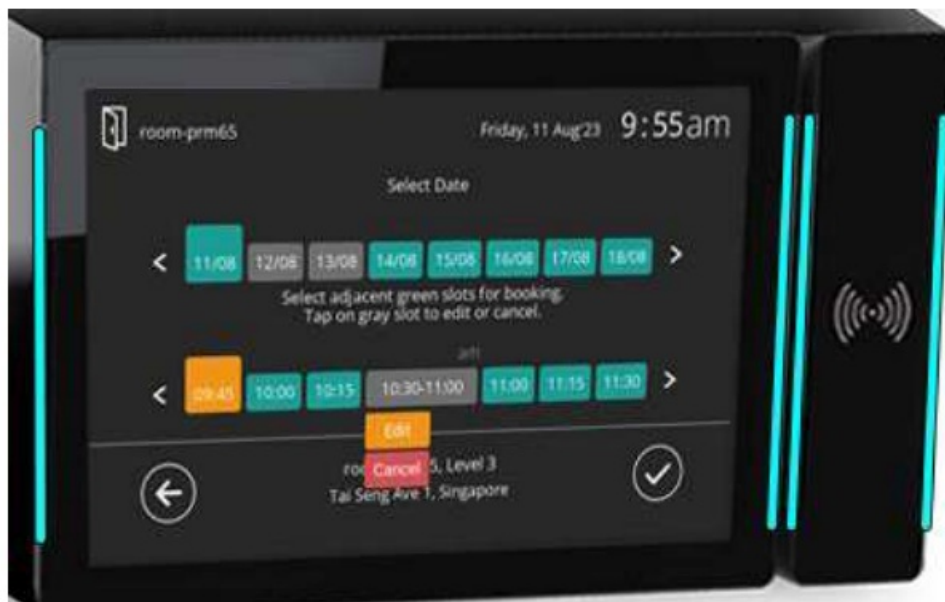 room-prm65
Friday, 11 Aug'23 9:55am
Select Date
< 11/08 12/08 13/08 14/08 15/08 16/08 17/08 18/08 >
Select adjacent green slots for booking.
Tap on gray slot to edit or cancel.
am
< 09:45 10:00 10:15 10:30-11:00 11:00 11:15 11:30 >
Edit
Cancel 5, Level 3
Tai Seng Ave 1, Singapore